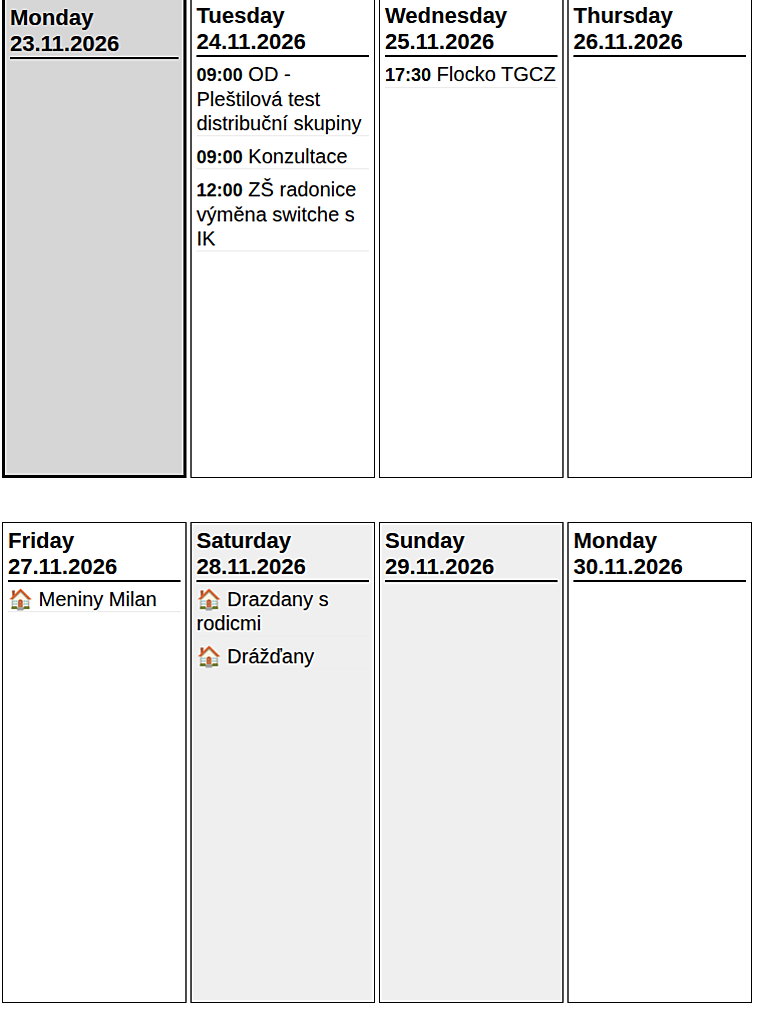 Monday
23.11.2026
Tuesday
24.11.2026
09:00 OD -
Pleštilová test
distribuční skupiny
09:00 Konzultace
12:00 ZŠ radonice
výměna switche s
IK
Wednesday
25.11.2026
17:30 Flocko TGCZ
Thursday
26.11.2026
Friday
27.11.2026
🏠 Meniny Milan
Saturday
28.11.2026
🏠 Drazdany s
rodicmi
🏠 Drážďany
Sunday
29.11.2026
Monday
30.11.2026